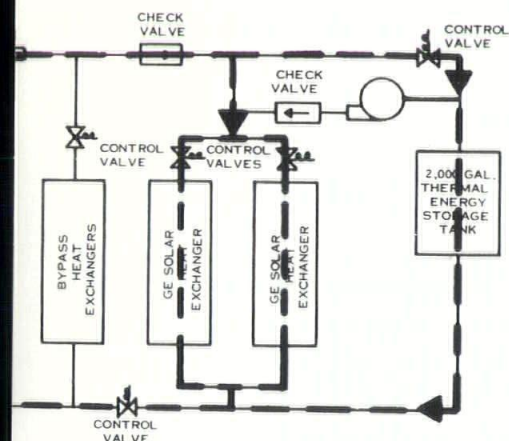 CHECK
VALVE
CONTROL
VALVE
CHECK
VALVE
CONTROL
VALVE
CONTROL
VALVES
2,000 GAL.
THERMAL
ENERGY
STORAGE
TANK
BYPASS
HEAT
EXCHANGERS
GE SOLAR
HEAT
EXCHANGER
GE SOLAR
HEAT
EXCHANGER
CONTROL
VALVE